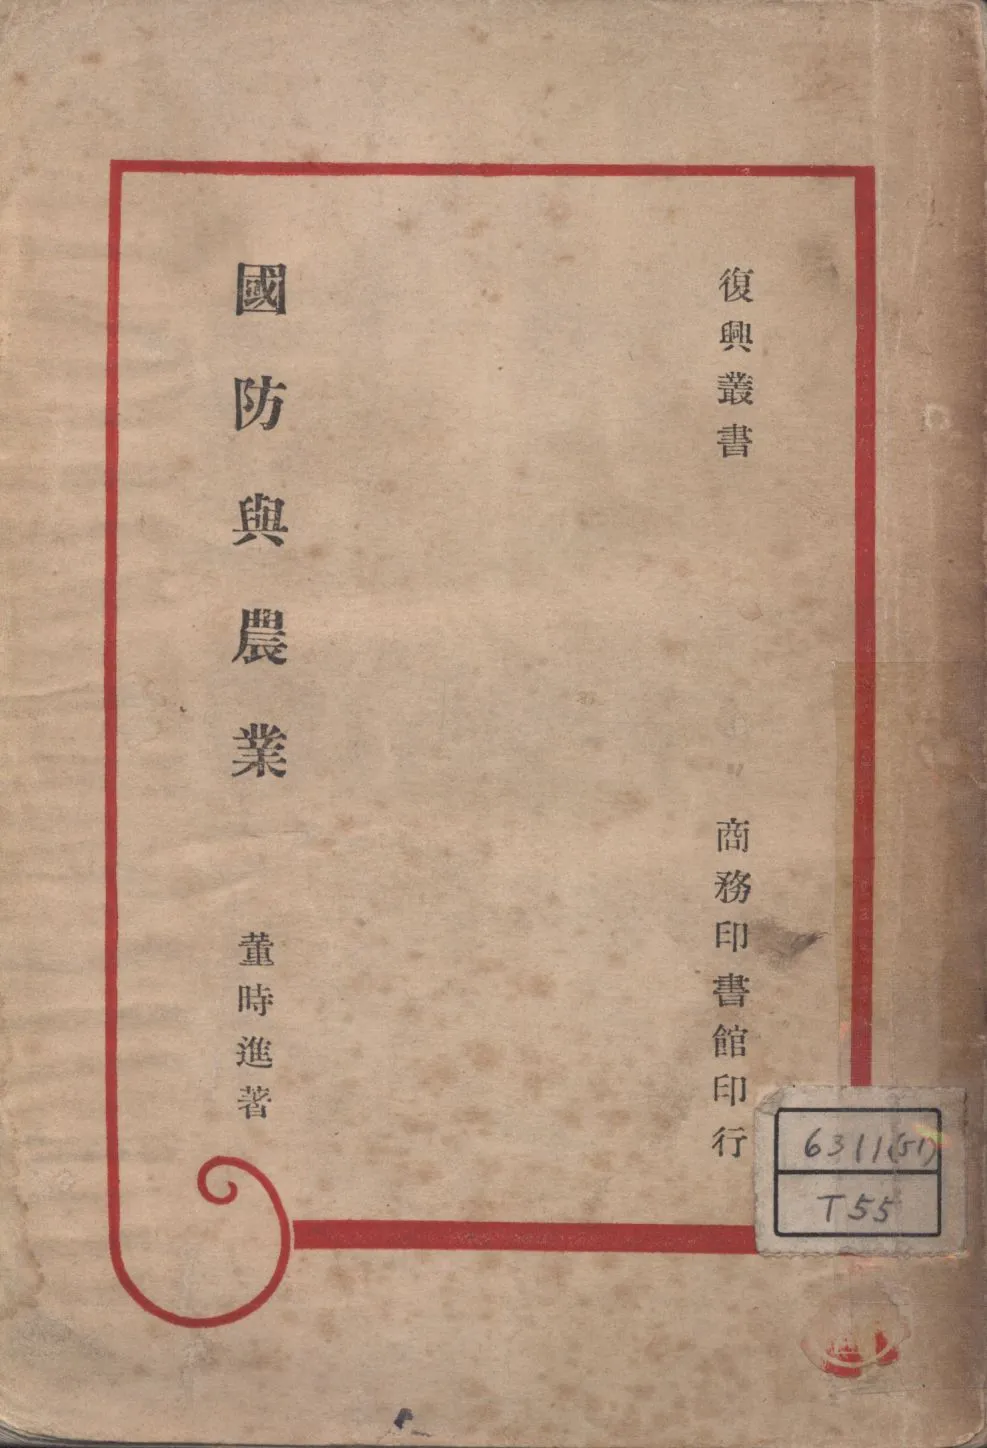 復興叢書
商務印書館印行
國防與農業
董時進著
6311(51)
T55